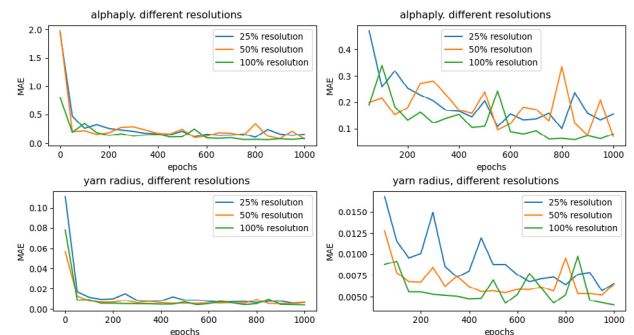 alphaply. different resolutions
MAE
2.0
1.5
1.0
0.5
0.0
25% resolution
50% resolution
100% resolution
0
200
400
600
800
1000
epochs
alphaply. different resolutions
MAE
0.4
0.3
0.2
0.1
25% resolution
50% resolution
100% resolution
200
400
600
800
1000
epochs
yarn radius, different resolutions
MAE
0.10
0.08
0.06
0.04
0.02
0.00
25% resolution
50% resolution
100% resolution
0
200
400
600
800
1000
epochs
yarn radius, different resolutions
MAE
0.0150
0.0125
0.0100
0.0075
0.0050
25% resolution
50% resolution
100% resolution
200
400
600
800
1000
epochs